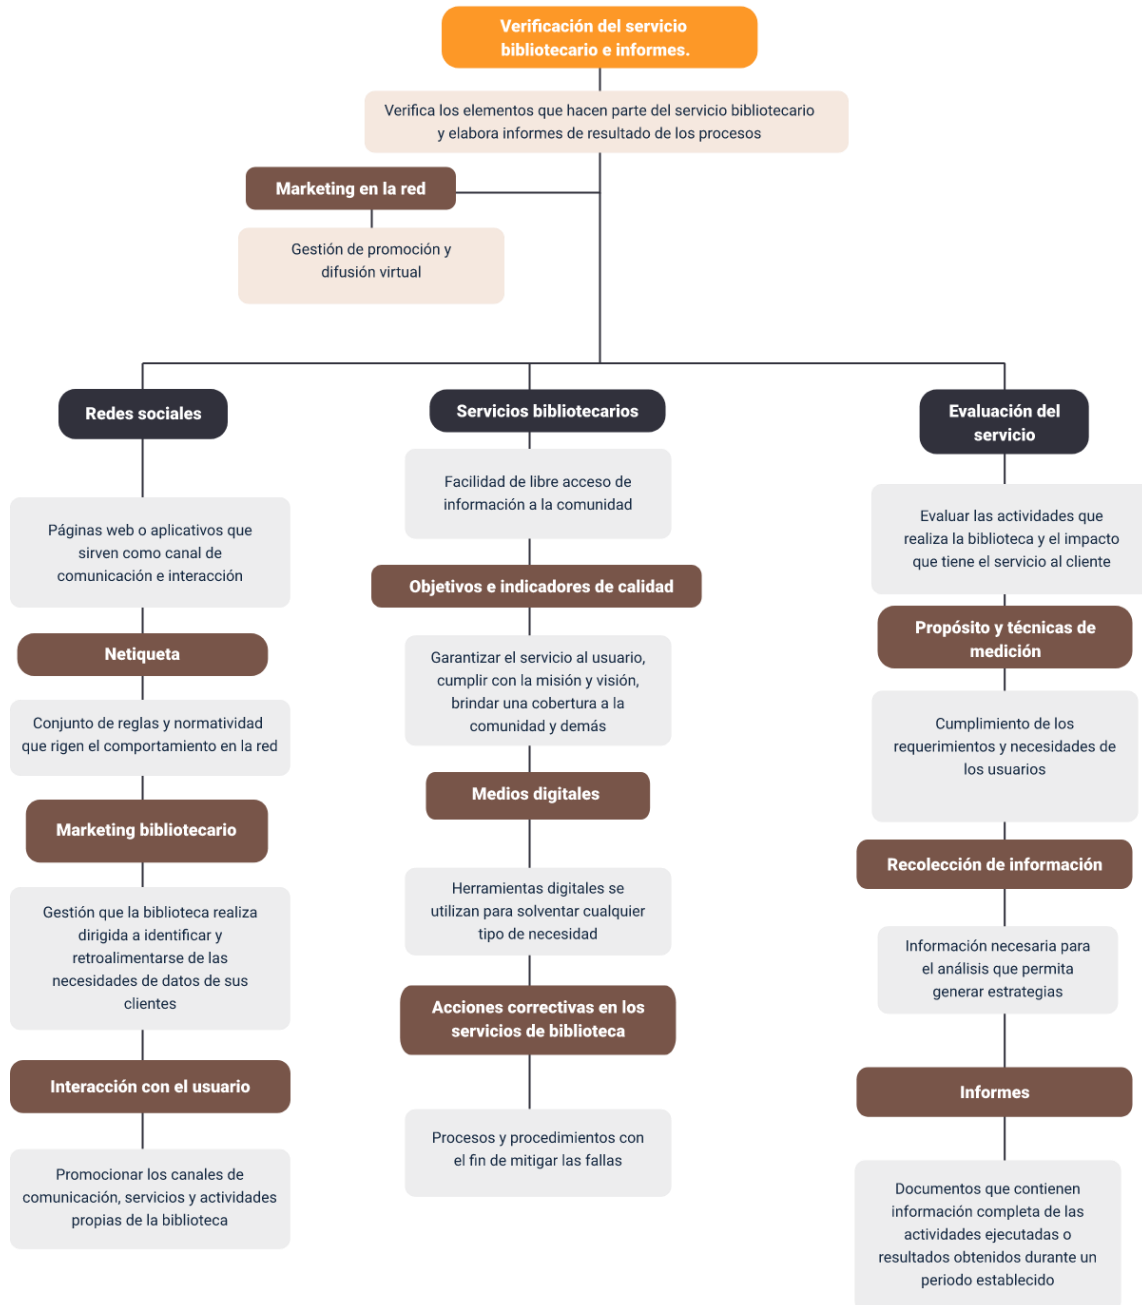 Verificación del servicio
bibliotecario e informes.
Verifica los elementos que hacen parte del servicio bibliotecario
y elabora informes de resultado de los procesos
Marketing en la red
Gestión de promoción y
difusión virtual
Redes sociales
Páginas web o aplicativos que
sirven como canal de
comunicación e interacción
Netiqueta
Conjunto de reglas y normatividad
que rigen el comportamiento en la red
Marketing bibliotecario
Gestión que la biblioteca realiza
dirigida a identificar y
retroalimentarse de las
necesidades de datos de sus
clientes
Interacción con el usuario
Promocionar los canales de
comunicación, servicios y actividades
propias de la biblioteca
Servicios bibliotecarios
Facilidad de libre acceso de
información a la comunidad
Objetivos e indicadores de calidad
Garantizar el servicio al usuario,
cumplir con la misión y visión,
brindar una cobertura a la
comunidad y demás
Medios digitales
Herramientas digitales se
utilizan para solventar cualquier
tipo de necesidad
Acciones correctivas en los
servicios de biblioteca
Procesos y procedimientos con
el fin de mitigar las fallas
Evaluación del
servicio
Evaluar las actividades que
realiza la biblioteca y el impacto
que tiene el servicio al cliente
Propósito y técnicas de
medición
Cumplimiento de los
requerimientos y necesidades de
los usuarios
Recolección de información
Información necesaria para
el análisis que permita
generar estrategias
Informes
Documentos que contienen
información completa de las
actividades ejecutadas o
resultados obtenidos durante un
periodo establecido